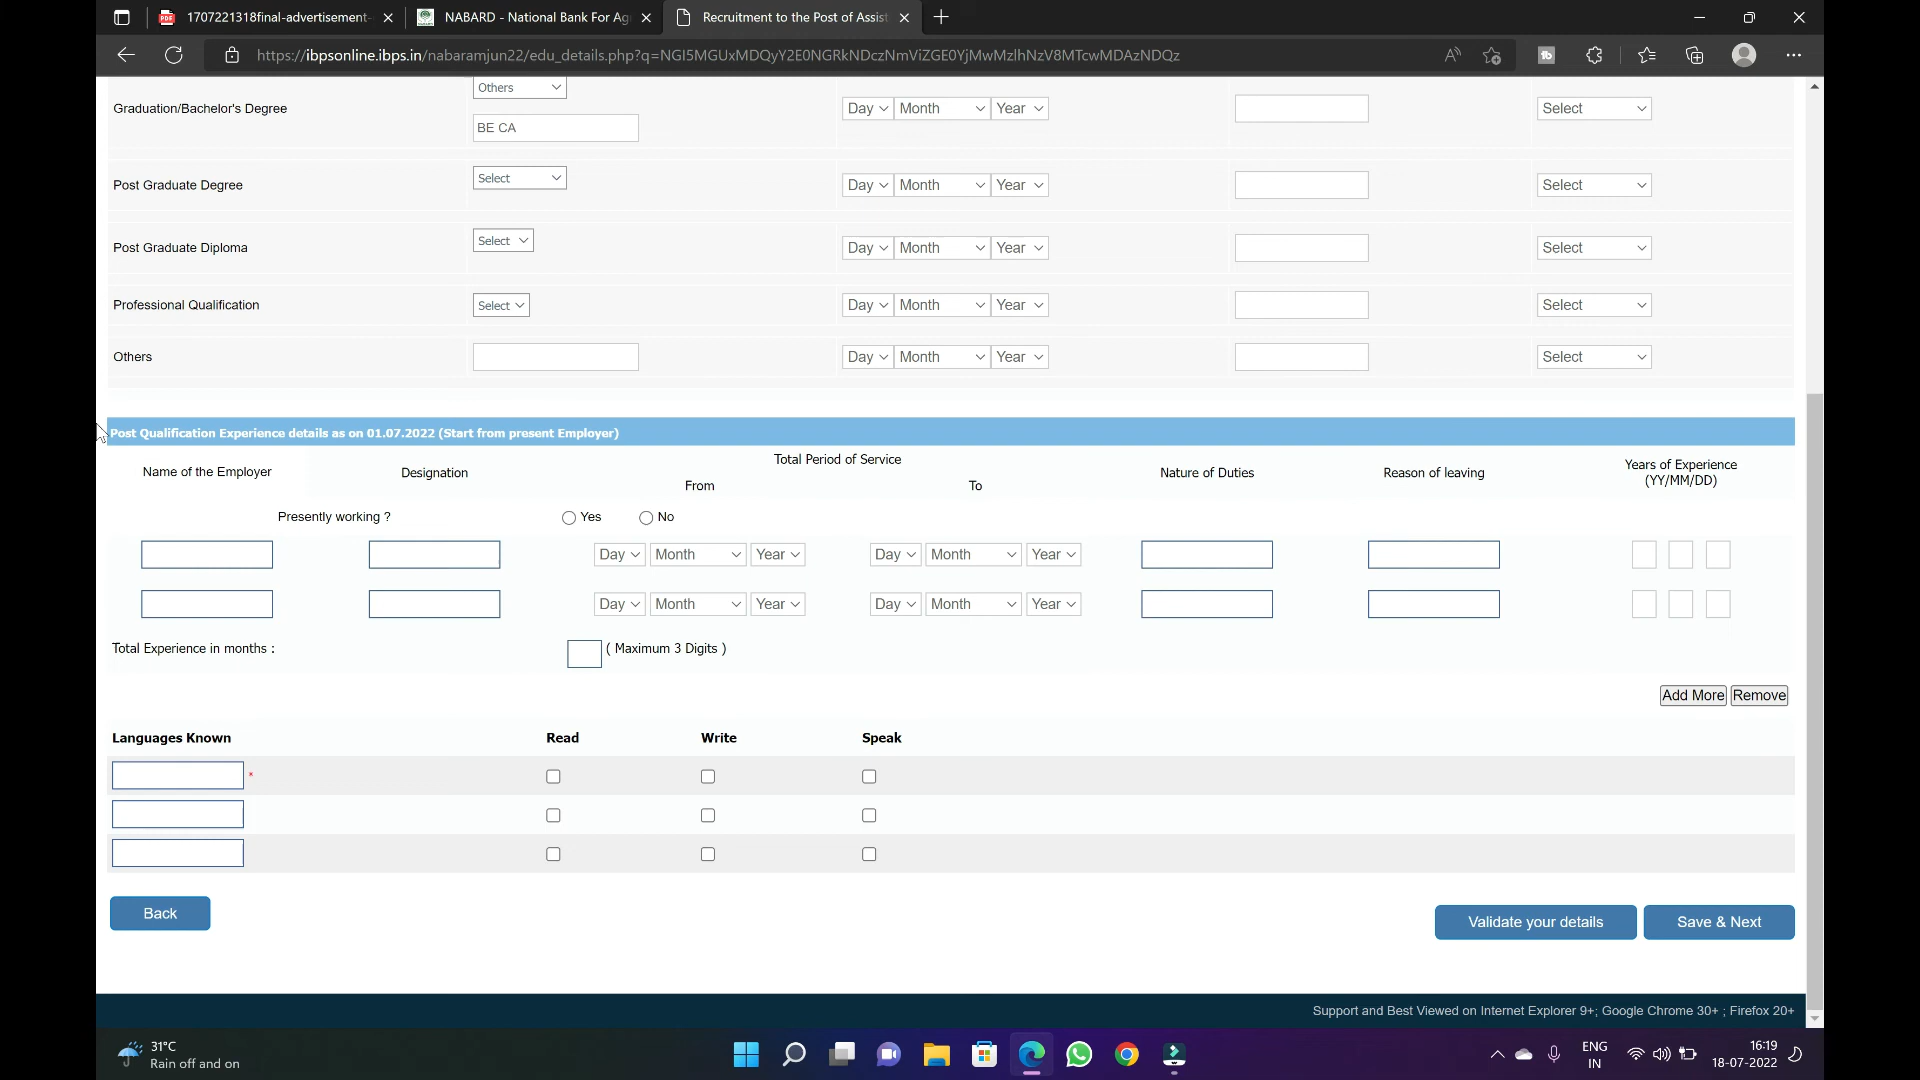 1707221318final-advertisement-
NABARD - National Bank For Ag
Recruitment to the Post of Assist
https://ibpsonline.ibps.in/nabaramjun22/edu_details.php?q=NGI5MGUxMDQyY2E0NGRkNDczNmViZGE0YjMwMzlhNzV8MTcwMDAzNDQz
Others
Graduation/Bachelor's Degree Day Month Year Select
BE CA
Post Graduate Degree Select Day Month Year Select
Post Graduate Diploma Select Day Month Year Select
Professional Qualification Select Day Month Year Select
Others Day Month Year Select
Post Qualification Experience details as on 01.07.2022 (Start from present Employer)
Name of the Employer Designation Total Period of Service Nature of Duties Reason of leaving Years of Experience
From To (YY/MM/DD)
Presently working ? Yes No
Day Month Year Day Month Year
Day Month Year Day Month Year
Total Experience in months : ( Maximum 3 Digits )
Add More Remove
Languages Known Read Write Speak
*
Back
Validate your details Save & Next
Support and Best Viewed on Internet Explorer 9+; Google Chrome 30+ ; Firefox 20+
31°C ENG 16:19
Rain off and on IN 18-07-2022